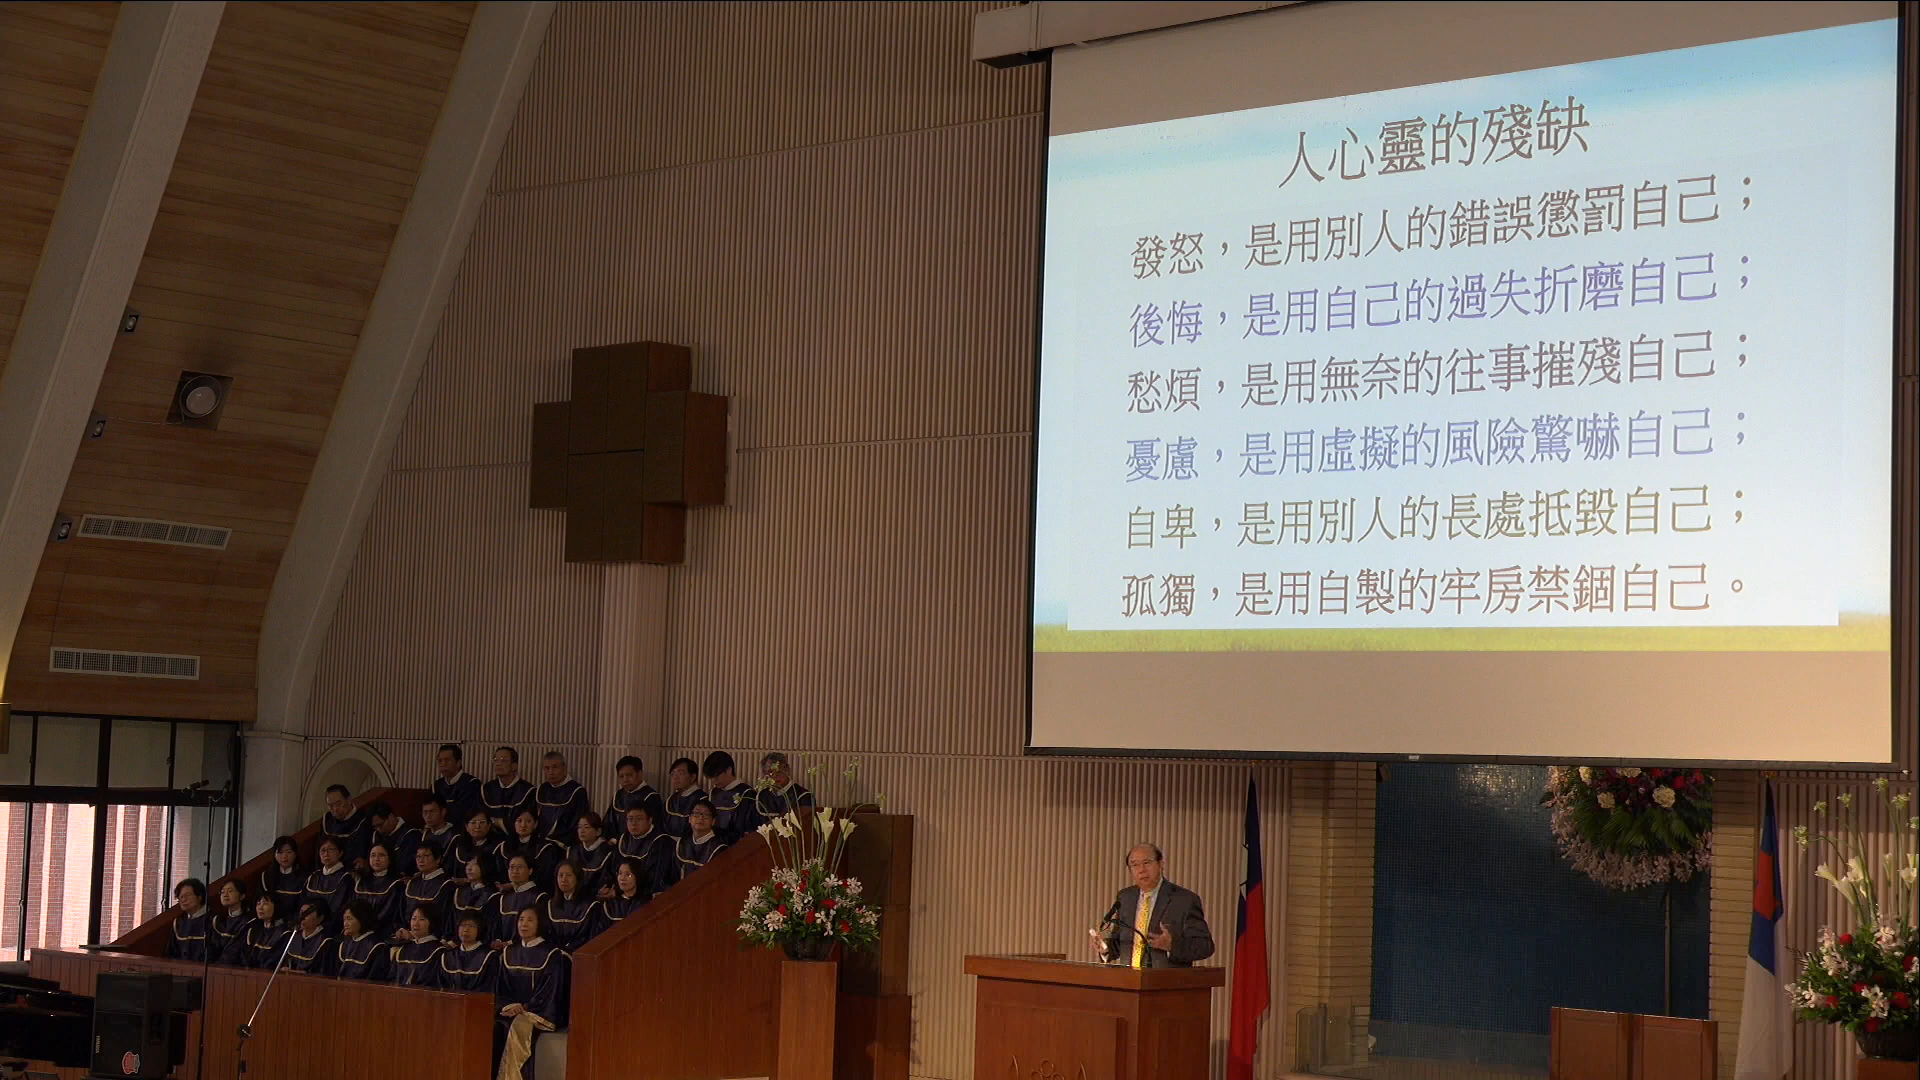 人心靈的殘缺
發怒，是用別人的錯誤懲罰自己；
後悔，是用自己的過失折磨自己；
愁煩，是用無奈的往事摧殘自己；
憂慮，是用虛擬的風險驚嚇自己；
自卑，是用別人的長處抵毀自己；
孤獨，是用自製的牢房禁錮自己。
YAMAHA